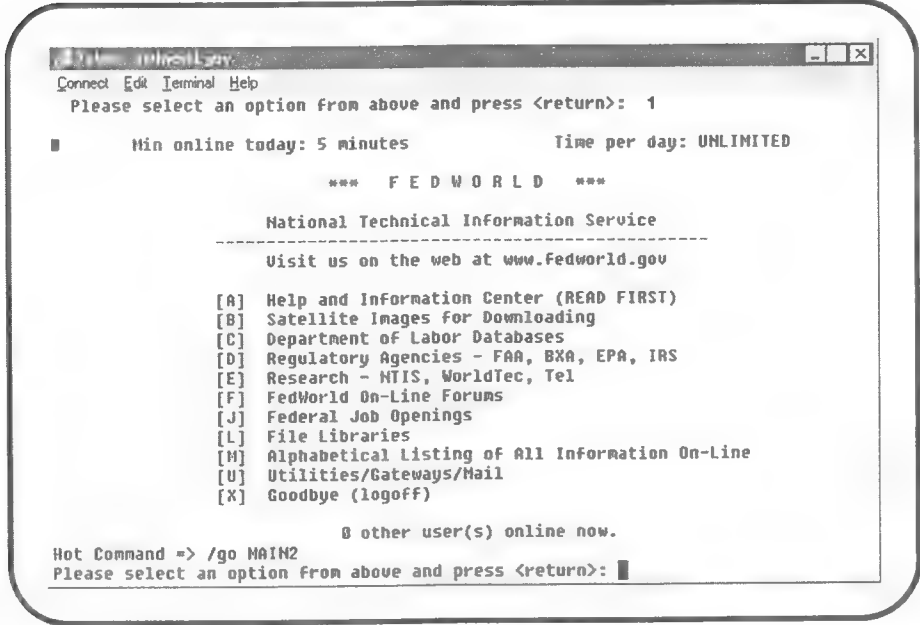 Connect Edit Terminal Help
Please select an option from above and press <return>: 1
Min online today: 5 minutes Time per day: UNLIMITED
*** F E D W O R L D ***
National Technical Information Service
--------------------------------------------------
Visit us on the web at www.fedworld.gov
[A] Help and Information Center (READ FIRST)
[B] Satellite Images for Downloading
[C] Department of Labor Databases
[D] Regulatory Agencies - FAA, BXA, EPA, IRS
[E] Research - NTIS, WorldTec, Tel
[F] FedWorld On-Line Forums
[J] Federal Job Openings
[L] File Libraries
[M] Alphabetical Listing of All Information On-Line
[U] Utilities/Gateways/Mail
[X] Goodbye (logoff)
other user(s) online now.
Hot Command => /go MAIN2
Please select an option from above and press <return>: